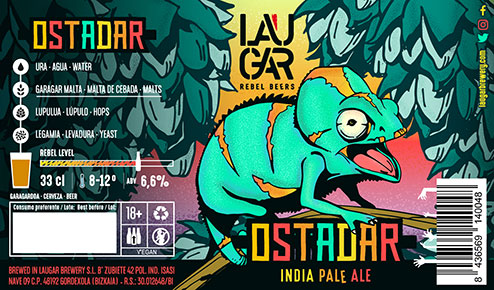 OSTADAR
URA · AGUA · WATER
GARAGAR MALTA · MALTA DE CEBADA · MALTS
LUPULUA · LÚPULO · HOPS
LEGAMIA · LEVADURA · YEAST
REBEL LEVEL
33 cl 8-12º ABV 6,6%
GARAGARDOA · CERVEZA · BEER
Consumo preferente / Lote: Best before / Lot:
18+
VEGAN
BREWED IN LAUGAR BREWERY S.L. Bº ZUBIETE 42 POL. IND. ISASI
NAVE 09 C.P. 48192 GORDEXOLA (BIZKAIA) - R.S.: 30.012648/BI
LAUGAR
REBEL BEERS
OSTADAR
INDIA PALE ALE
laugarbrewery.com
8 436569 140048